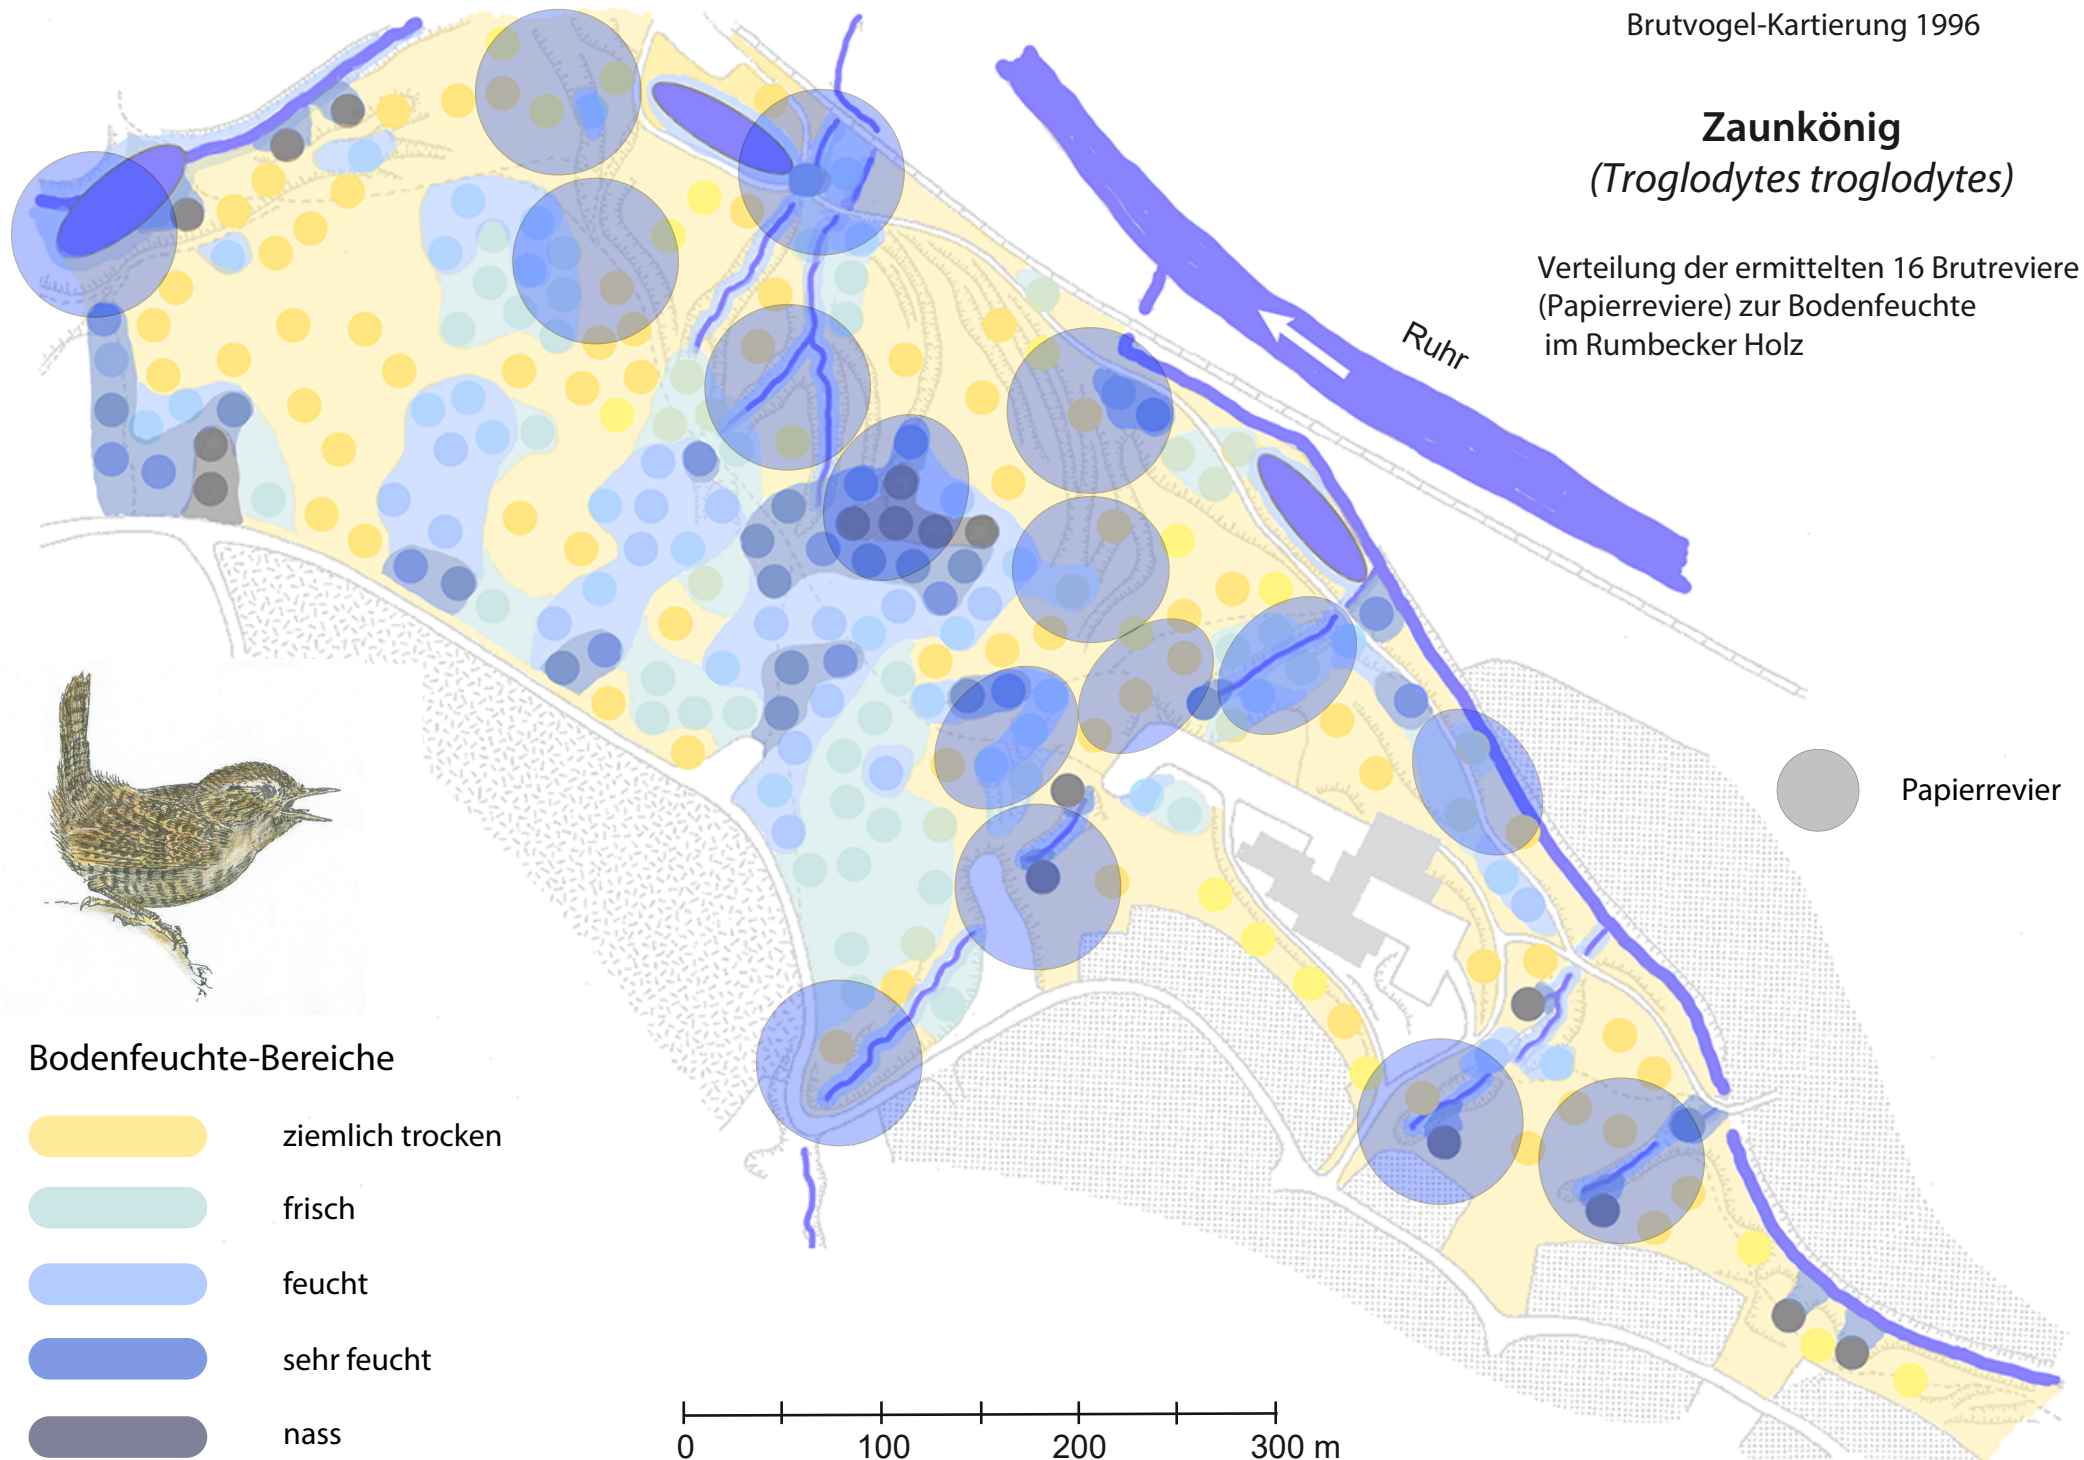 Brutvogel-Kartierung 1996
Zaunkönig
(Troglodytes troglodytes)
Verteilung der ermittelten 16 Brutreviere
(Papierreviere) zur Bodenfeuchte
im Rumbecker Holz
Ruhr
Papierrevier
Bodenfeuchte-Bereiche
ziemlich trocken
frisch
feucht
sehr feucht
nass
0 100 200 300 m